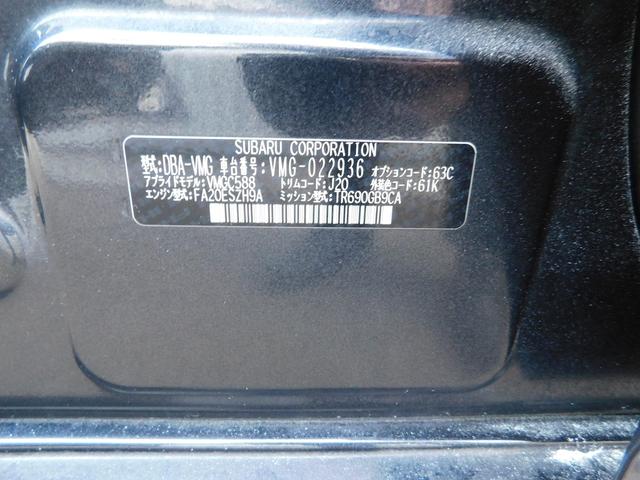 SUBARU CORPORATION
型式:DBA-VMG 車台番号:VMG-022936 オプションコード:63C
アプライドモデル:VMGC588 トリムコード:J20 外装色コード:61K
エンジン型式:FA20ESZH9A ミッション型式:TR690GB9CA